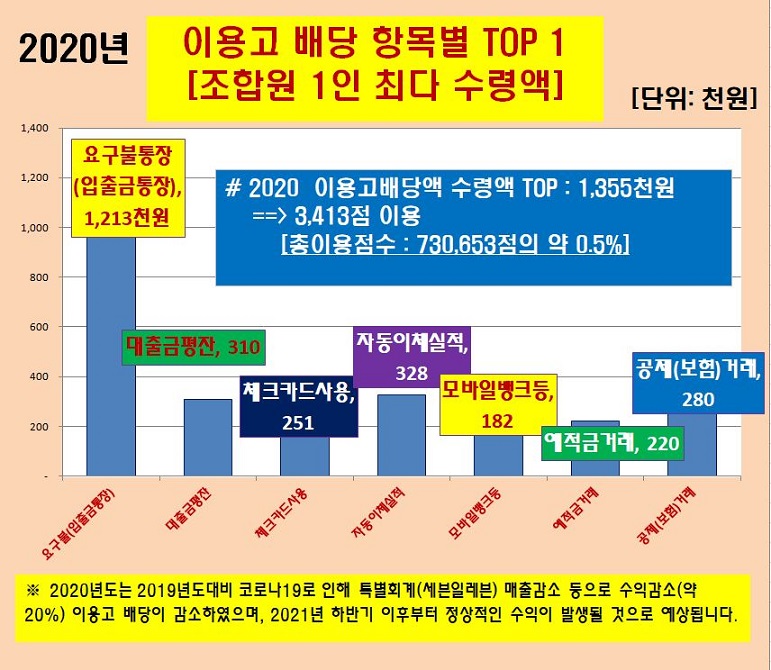 2020년
이용고 배당 항목별 TOP 1
[조합원 1인 최다 수령액]
[단위: 천원]
1,400
1,200
1,000
800
600
400
200
-
요구불통장
(입출금통장),
1,213천원
# 2020 이용고배당액 수령액 TOP : 1,355천원
==> 3,413점 이용
[총이용점수 : 730,653점의 약 0.5%]
대출금평잔, 310
체크카드사용,
251
자동이체실적,
328
모바일뱅크등,
182
예적금거래, 220
공제(보험)거래,
280
요구불(입출금통장)
대출금평잔
체크카드사용
자동이체실적
모바일뱅크등
예적금거래
공제(보험)거래
※ 2020년도는 2019년도대비 코로나19로 인해 특별회계(세븐일레븐) 매출감소 등으로 수익감소(약
20%) 이용고 배당이 감소하였으며, 2021년 하반기 이후부터 정상적인 수익이 발생될 것으로 예상됩니다.